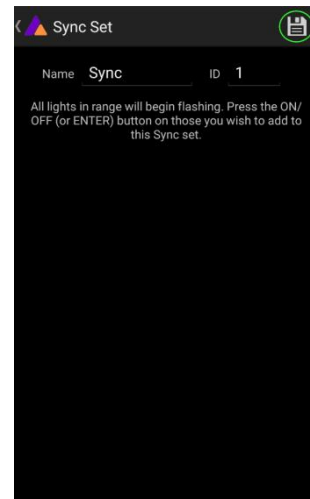 Sync Set
Name Sync ID 1
All lights in range will begin flashing. Press the ON/
OFF (or ENTER) button on those you wish to add to
this Sync set.